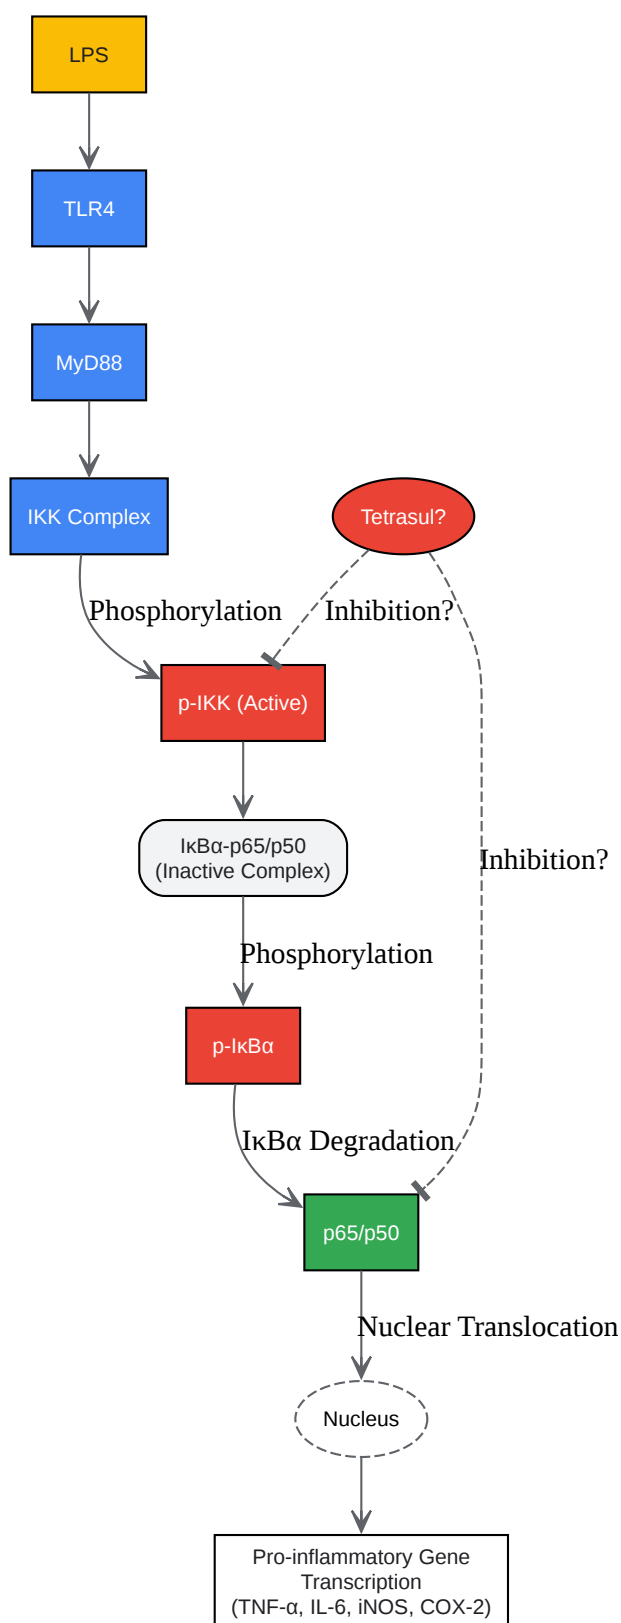 LPS
TLR4
MyD88
IKK Complex
Tetrasul?
Phosphorylation
Inhibition?
p-IKK (Active)
IκBα-p65/p50
(Inactive Complex)
Inhibition?
Phosphorylation
p-IκBα
IκBα Degradation
p65/p50
Nuclear Translocation
Nucleus
Pro-inflammatory Gene
Transcription
(TNF-α, IL-6, iNOS, COX-2)